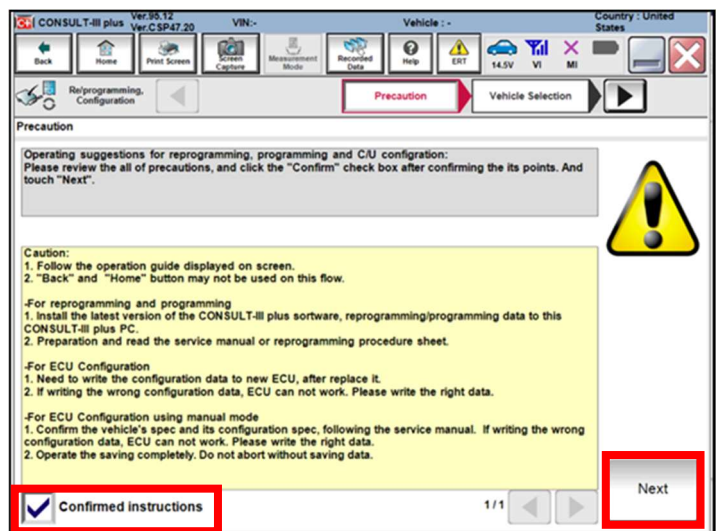 CONSULT-III plus
Ver.95.12
Ver.CSP47.20
VIN:-
Vehicle : -
Country : United States
Back
Home
Print Screen
Screen Capture
Measurement Mode
Recorded Data
Help
ERT
14.5V
VI
MI
Re/programming, Configuration
Precaution
Vehicle Selection
Precaution
Operating suggestions for reprogramming, programming and C/U configration:
Please review the all of precautions, and click the "Confirm" check box after confirming the its points. And
touch "Next".
Caution:
1. Follow the operation guide displayed on screen.
2. "Back" and "Home" button may not be used on this flow.
-For reprogramming and programming
1. Install the latest version of the CONSULT-III plus sortware, reprogramming/programming data to this
CONSULT-III plus PC.
2. Preparation and read the service manual or reprogramming procedure sheet.
-For ECU Configuration
1. Need to write the configuration data to new ECU, after replace it.
2. If writing the wrong configuration data, ECU can not work. Please write the right data.
-For ECU Configuration using manual mode
1. Confirm the vehicle's spec and its configuration spec, following the service manual. If writing the wrong
configuration data, ECU can not work. Please write the right data.
2. Operate the saving completely. Do not abort without saving data.
Confirmed instructions
1/1
Next